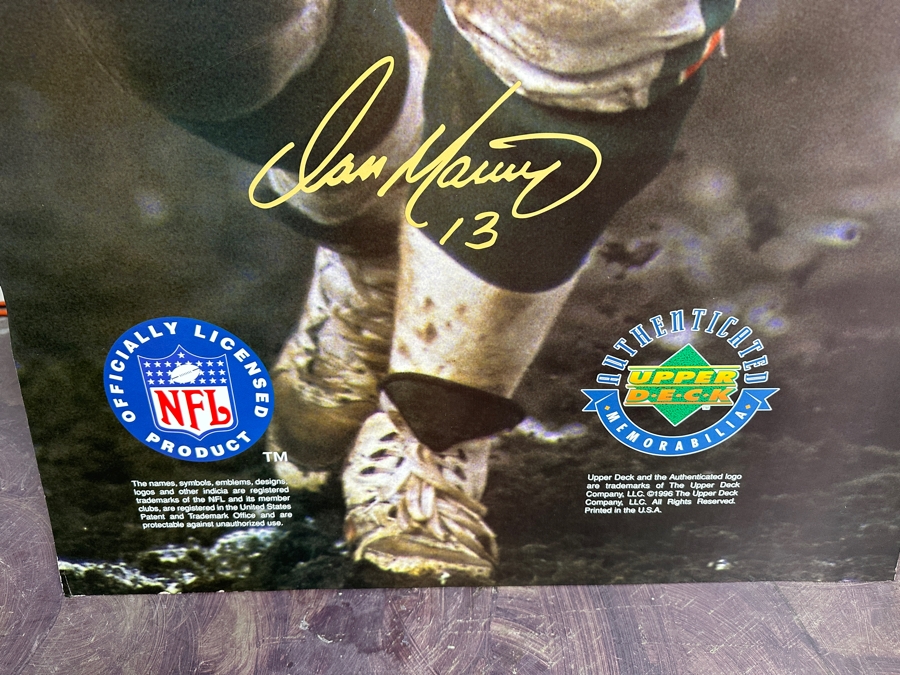 Dan Marino
13
OFFICIALLY LICENSED
NFL
PRODUCT
TM
The names, symbols, emblems, designs,
logos and other indicia are registered
trademarks of the NFL and its member
clubs, are registered in the United States
Patent and Trademark Office and are
protectable against unauthorized use.
AUTHENTICATED
UPPER
D·E·C·K
MEMORABILIA
Upper Deck and the Authenticated logo
are trademarks of The Upper Deck
Company, LLC. ©1996 The Upper Deck
Company, LLC. All Rights Reserved.
Printed in the U.S.A.